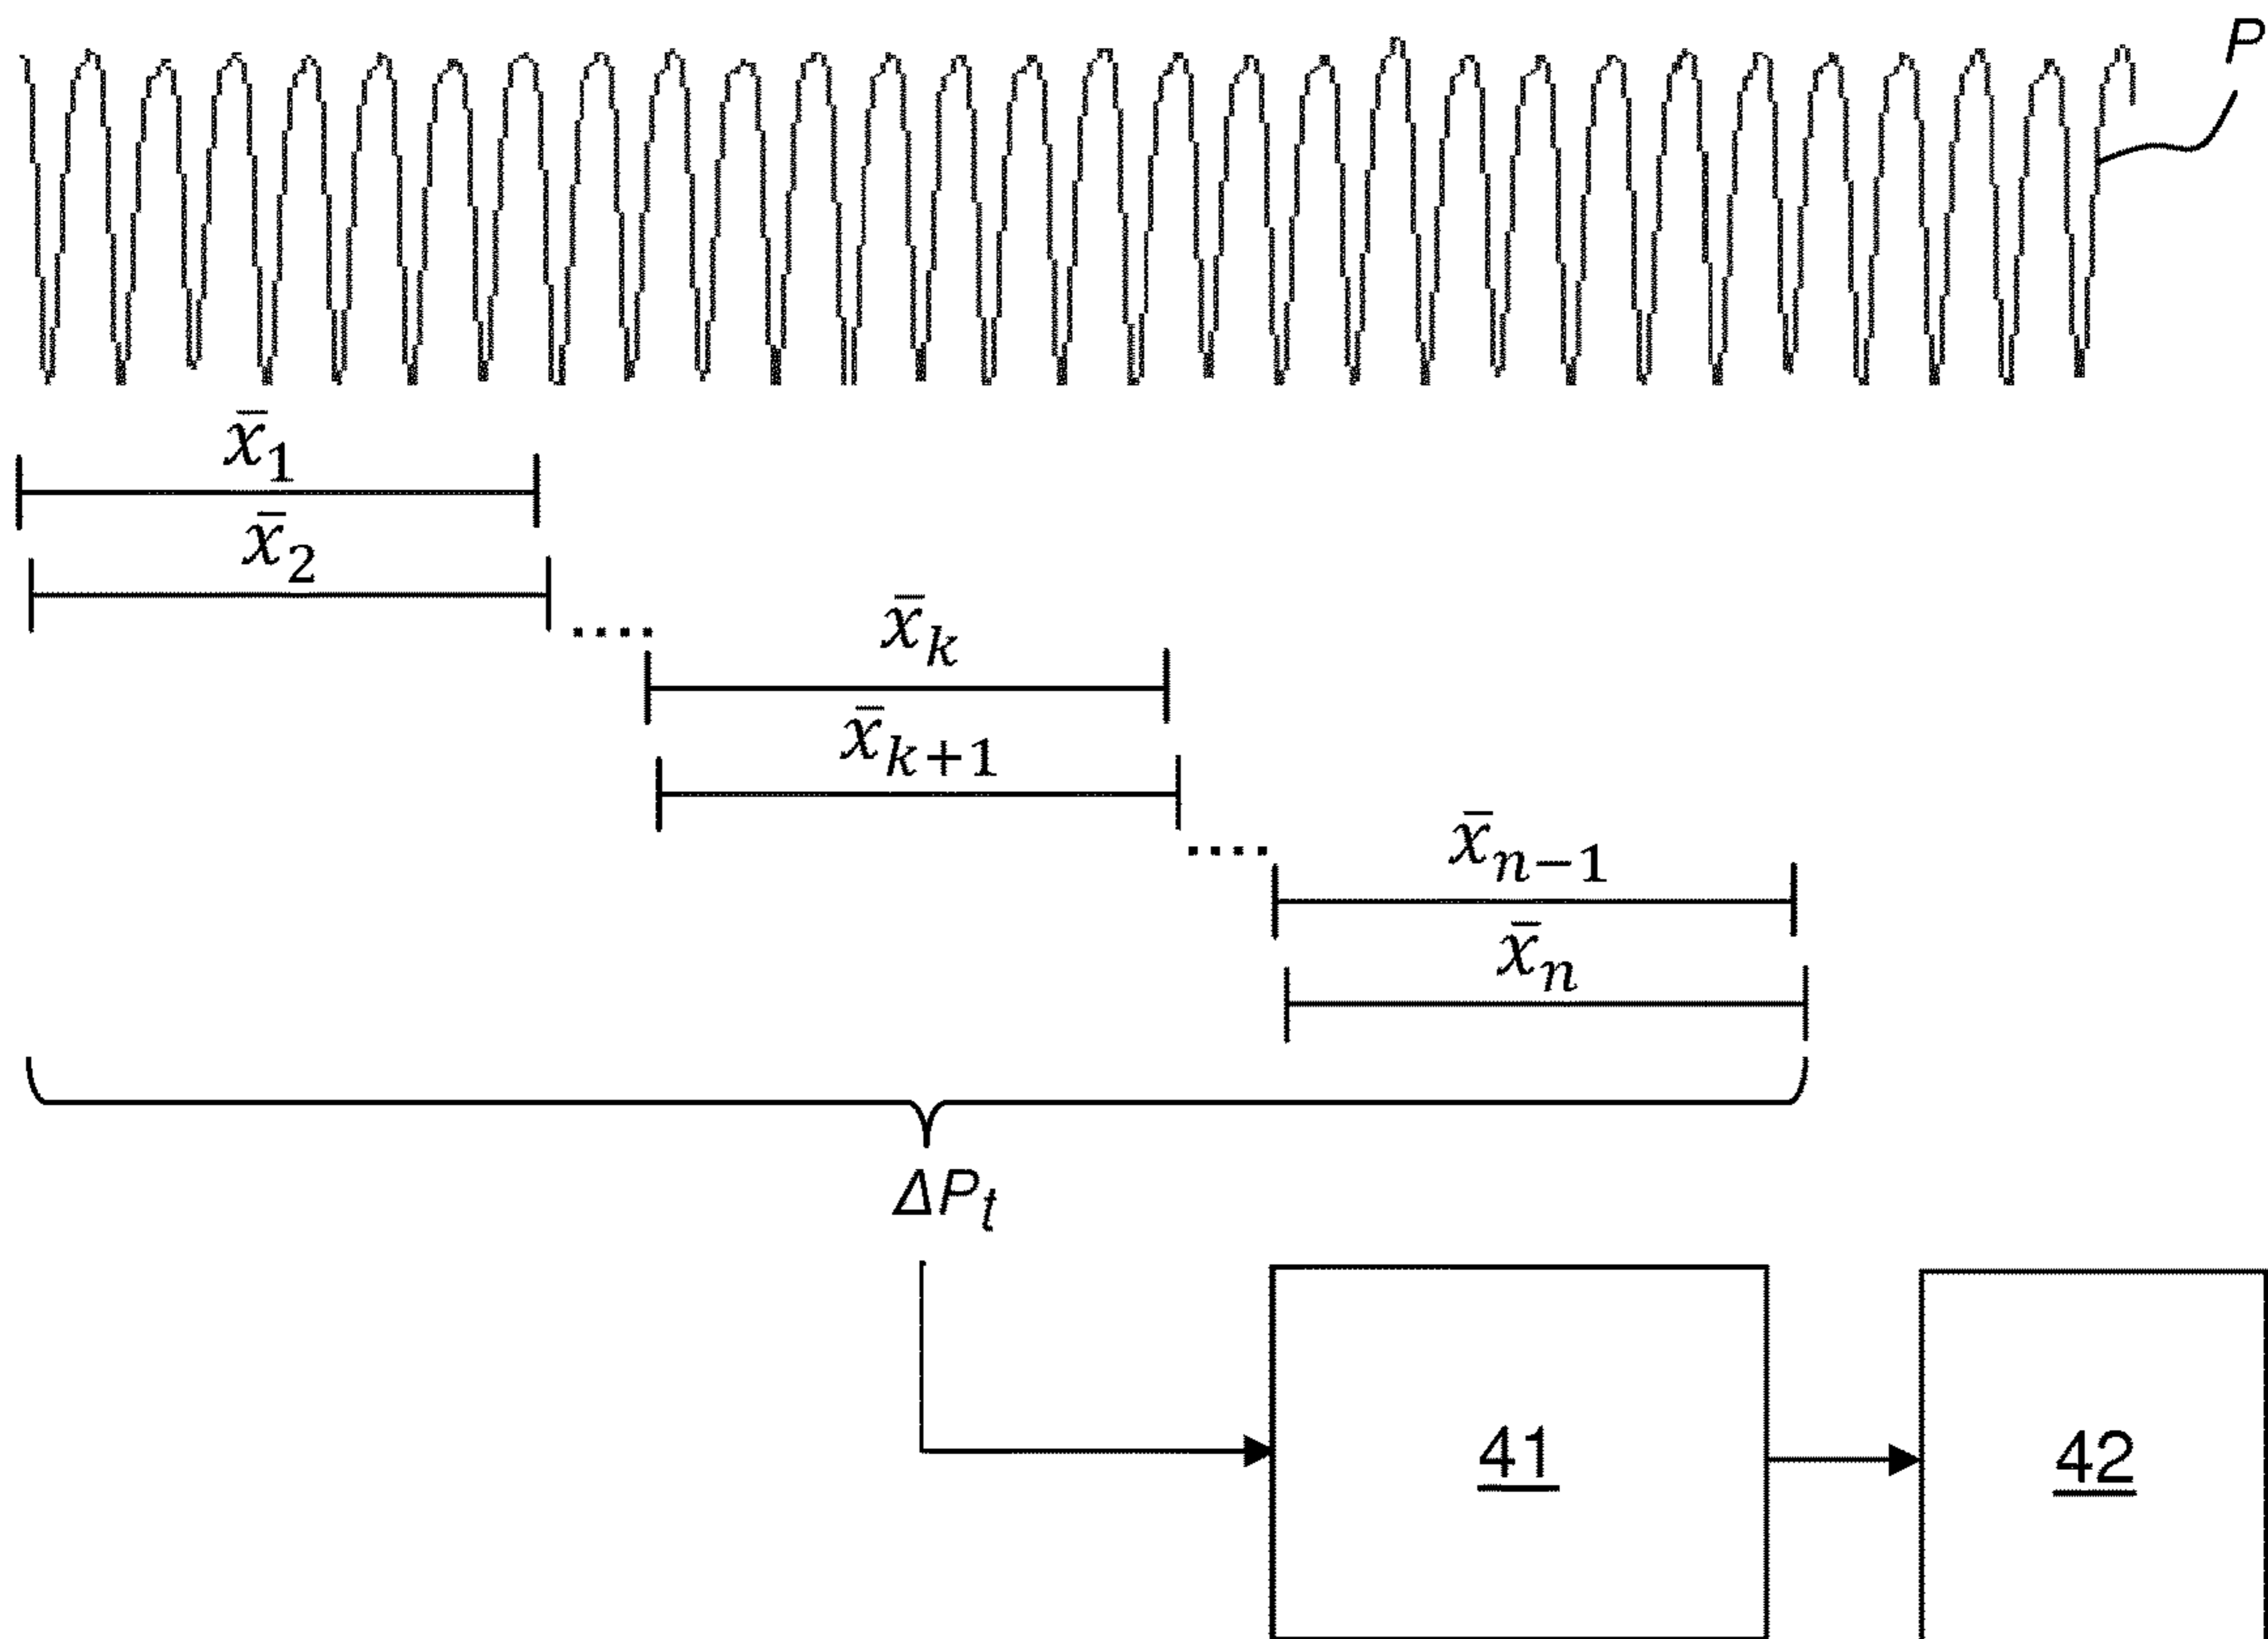 P
x̄₁
x̄₂
....
x̄ₖ
x̄ₖ₊₁
....
x̄ₙ₋₁
x̄ₙ
ΔPₜ
41
42